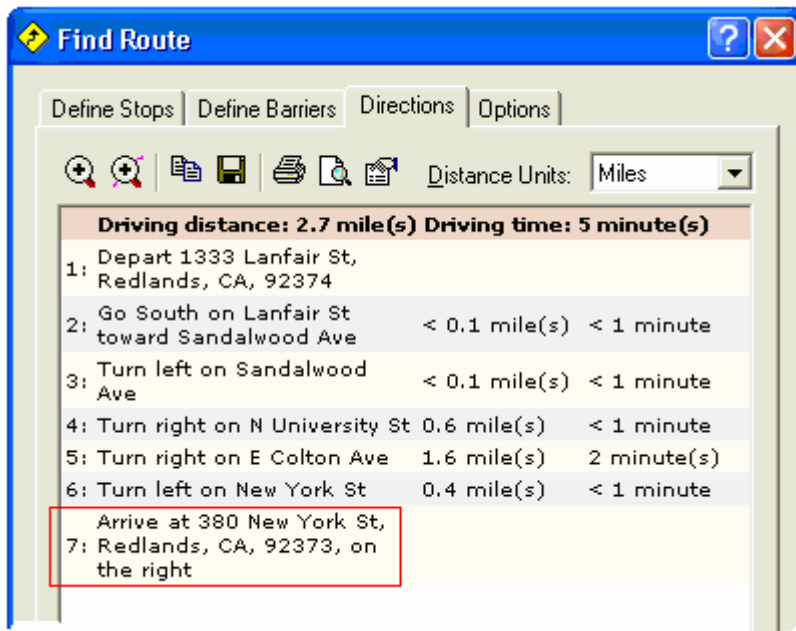 Find Route
Define Stops Define Barriers Directions Options
Distance Units: Miles
Driving distance: 2.7 mile(s) Driving time: 5 minute(s)
1: Depart 1333 Lanfair St,
Redlands, CA, 92374
2: Go South on Lanfair St
toward Sandalwood Ave < 0.1 mile(s) < 1 minute
3: Turn left on Sandalwood
Ave < 0.1 mile(s) < 1 minute
4: Turn right on N University St 0.6 mile(s) < 1 minute
5: Turn right on E Colton Ave 1.6 mile(s) 2 minute(s)
6: Turn left on New York St 0.4 mile(s) < 1 minute
7: Arrive at 380 New York St,
Redlands, CA, 92373, on
the right